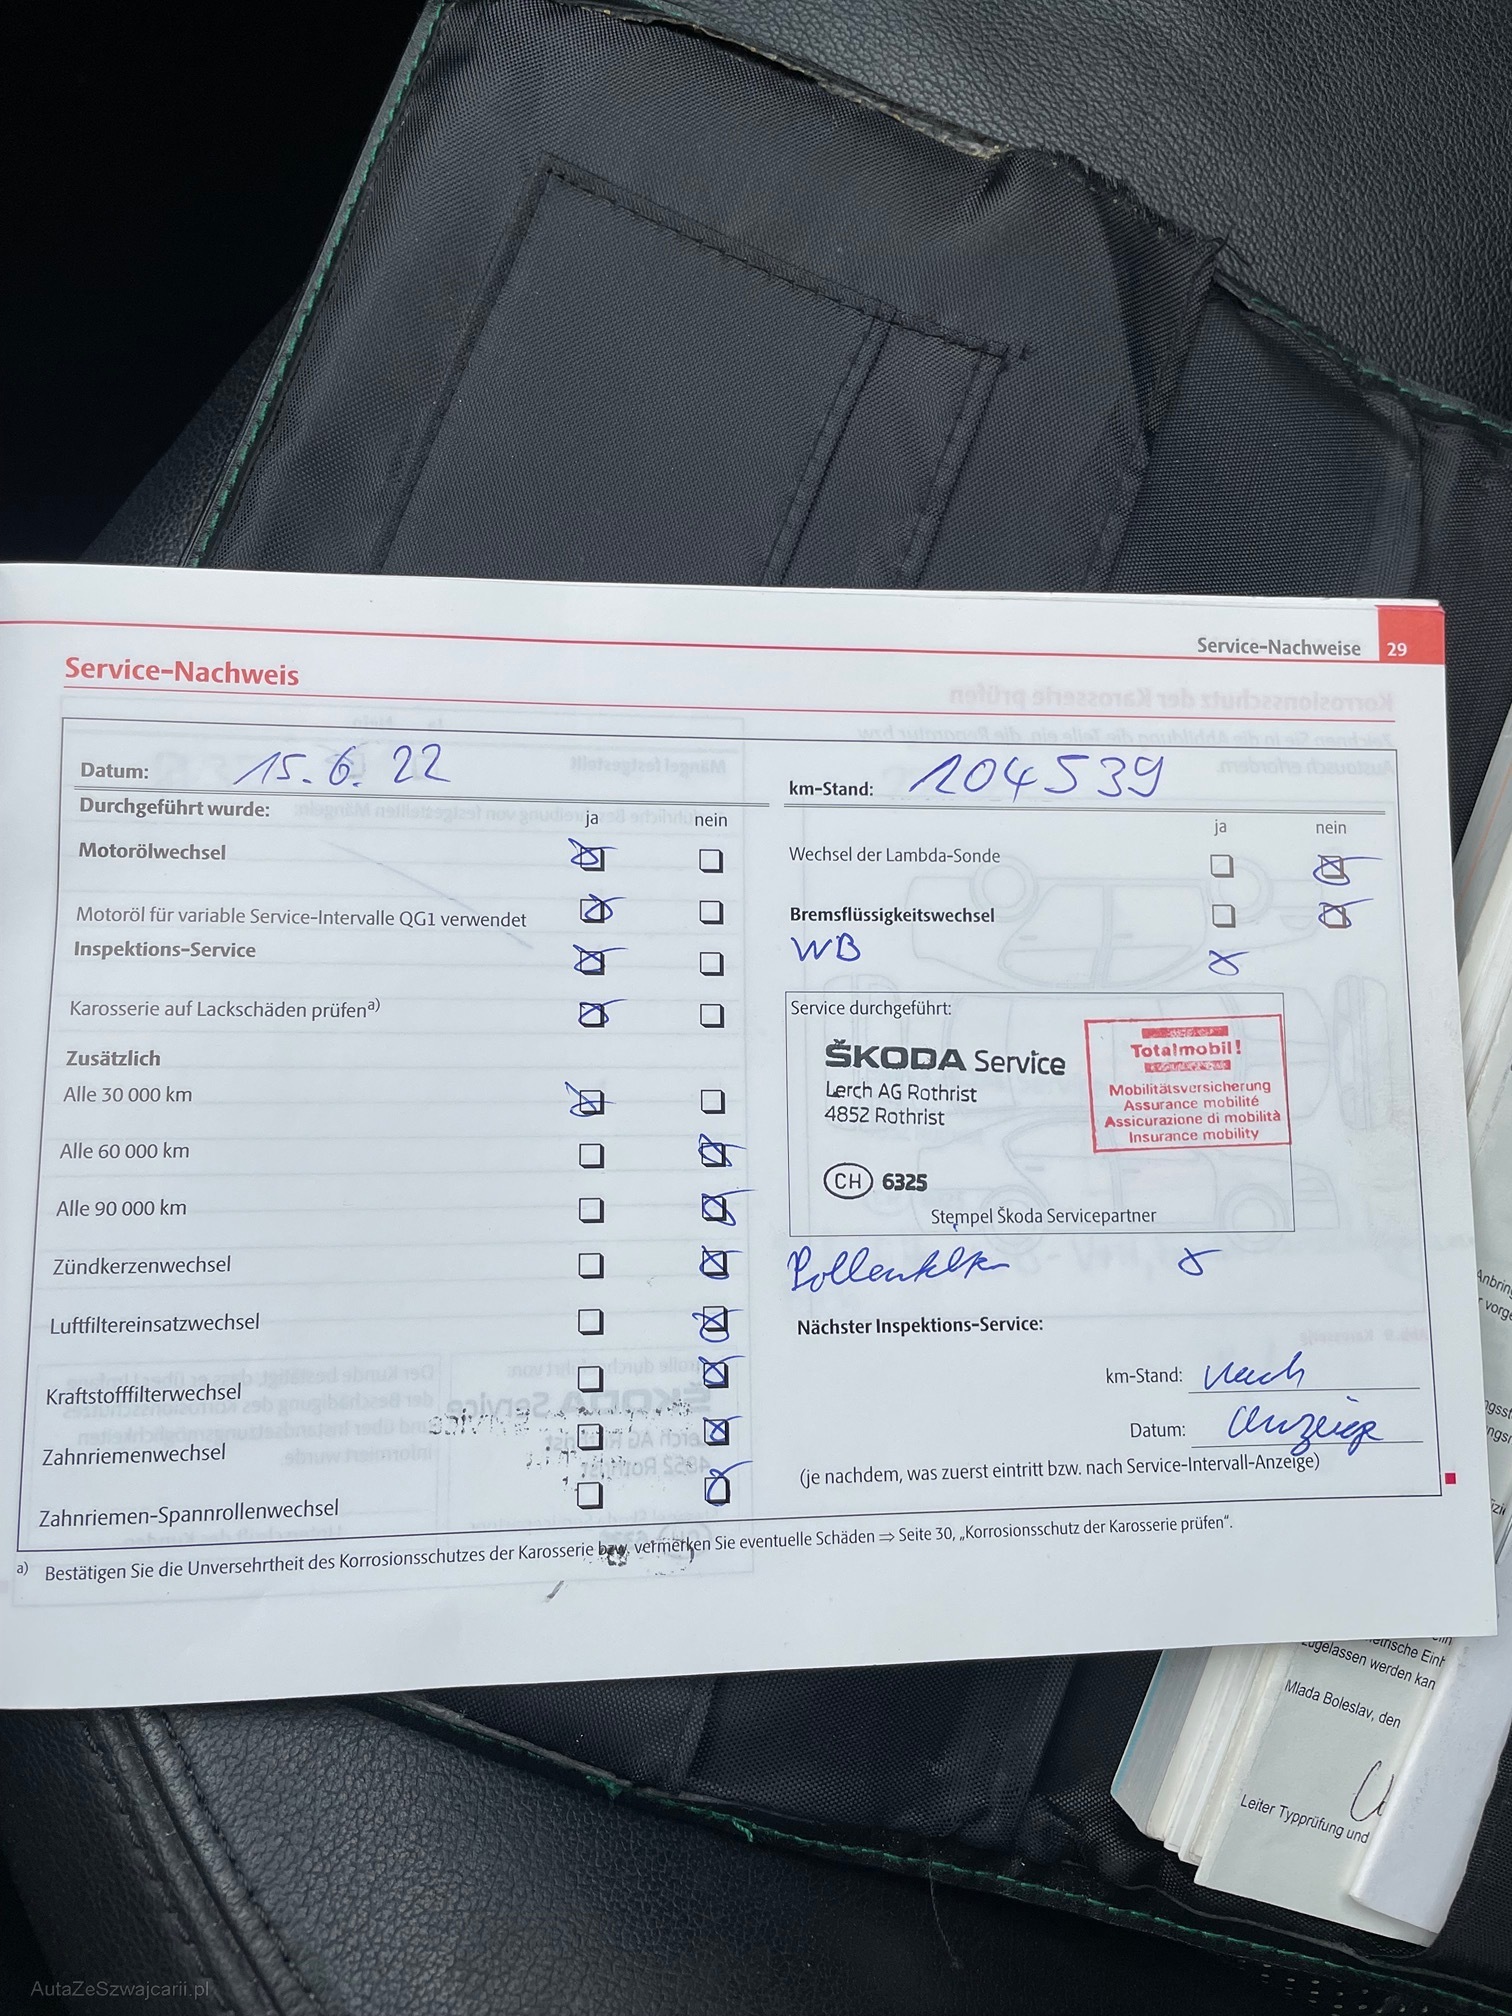 Service-Nachweise 29
Service-Nachweis
Datum: 15.6.22
Durchgeführt wurde:
ja nein
Motorölwechsel
Motoröl für variable Service-Intervalle QG1 verwendet
Inspektions-Service
Karosserie auf Lackschäden prüfen a)
Zusätzlich
Alle 30 000 km
Alle 60 000 km
Alle 90 000 km
Zündkerzenwechsel
Luftfiltereinsatzwechsel
Kraftstofffilterwechsel
Zahnriemenwechsel
Zahnriemen-Spannrollenwechsel
km-Stand: 104539
ja nein
Wechsel der Lambda-Sonde
Bremsflüssigkeitswechsel
WB
Service durchgeführt:
ŠKODA Service
Lerch AG Rothrist
4852 Rothrist
CH 6325
Totalmobil!
Mobilitätsversicherung
Assurance mobilité
Assicurazione di mobilità
Insurance mobility
Stempel Škoda Servicepartner
Nächster Inspektions-Service:
km-Stand: nach
Datum: Anzeige
(je nachdem, was zuerst eintritt bzw. nach Service-Intervall-Anzeige)
a) Bestätigen Sie die Unversehrtheit des Korrosionsschutzes der Karosserie bzw. vermerken Sie eventuelle Schäden ⇒ Seite 30, „Korrosionsschutz der Karosserie prüfen“.
zugelassen werden kan
Mlada Boleslav, den
Leiter Typprüfung und
AutaZeSzwajcarii.pl